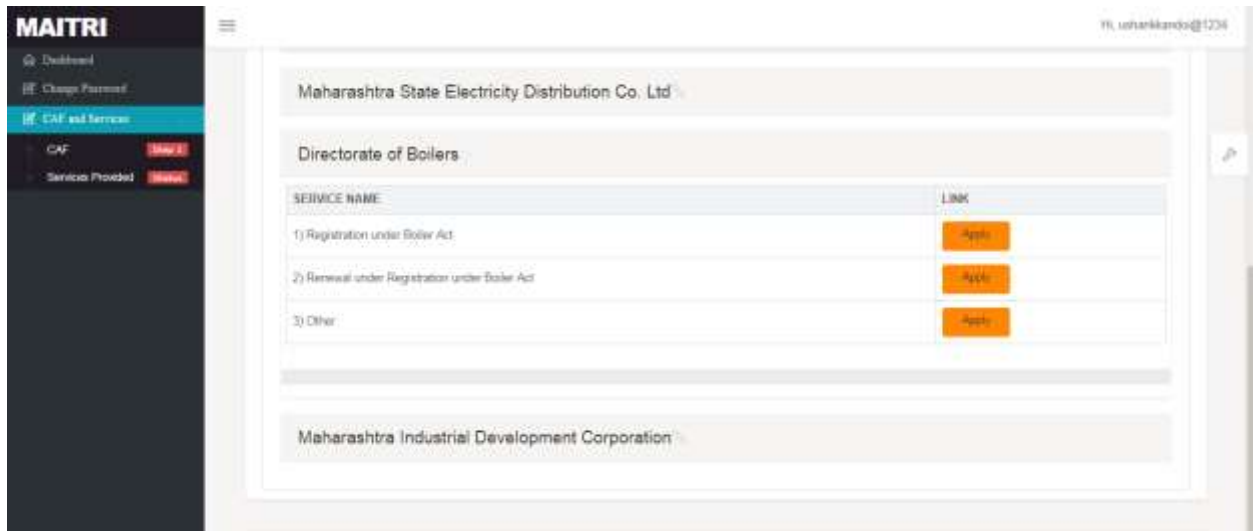 MAITRI
Dashboard
Change Password
CAF and Services
CAF
Services Provided Status
Maharashtra State Electricity Distribution Co. Ltd
Directorate of Boilers
SERVICE NAME LINK
1) Registration under Boiler Act Apply
2) Renewal under Registration under Boiler Act Apply
3) Other Apply
Maharashtra Industrial Development Corporation